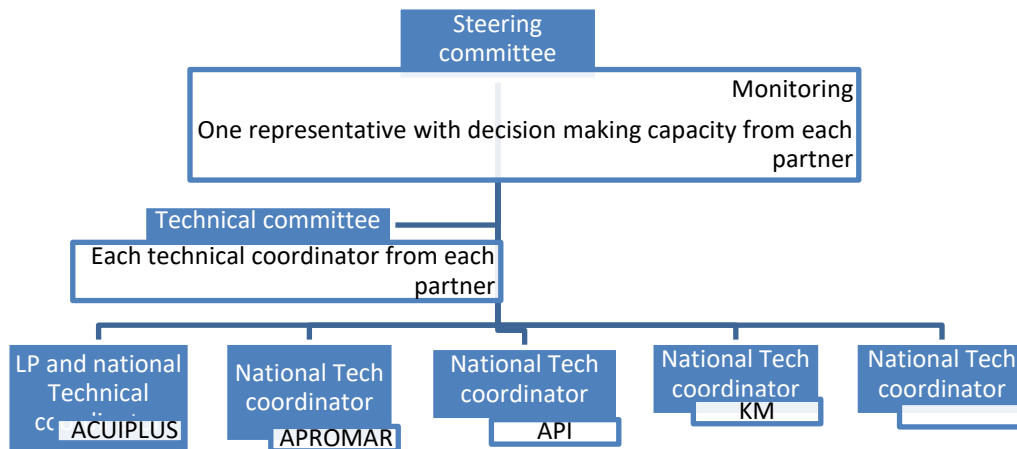 Steering
committee
Monitoring
One representative with decision making capacity from each
partner
Technical committee
Each technical coordinator from each
partner
LP and national
Technical
ACUIPLUS
National Tech
coordinator
APROMAR
National Tech
coordinator
API
National Tech
coordinator
KM
National Tech
coordinator